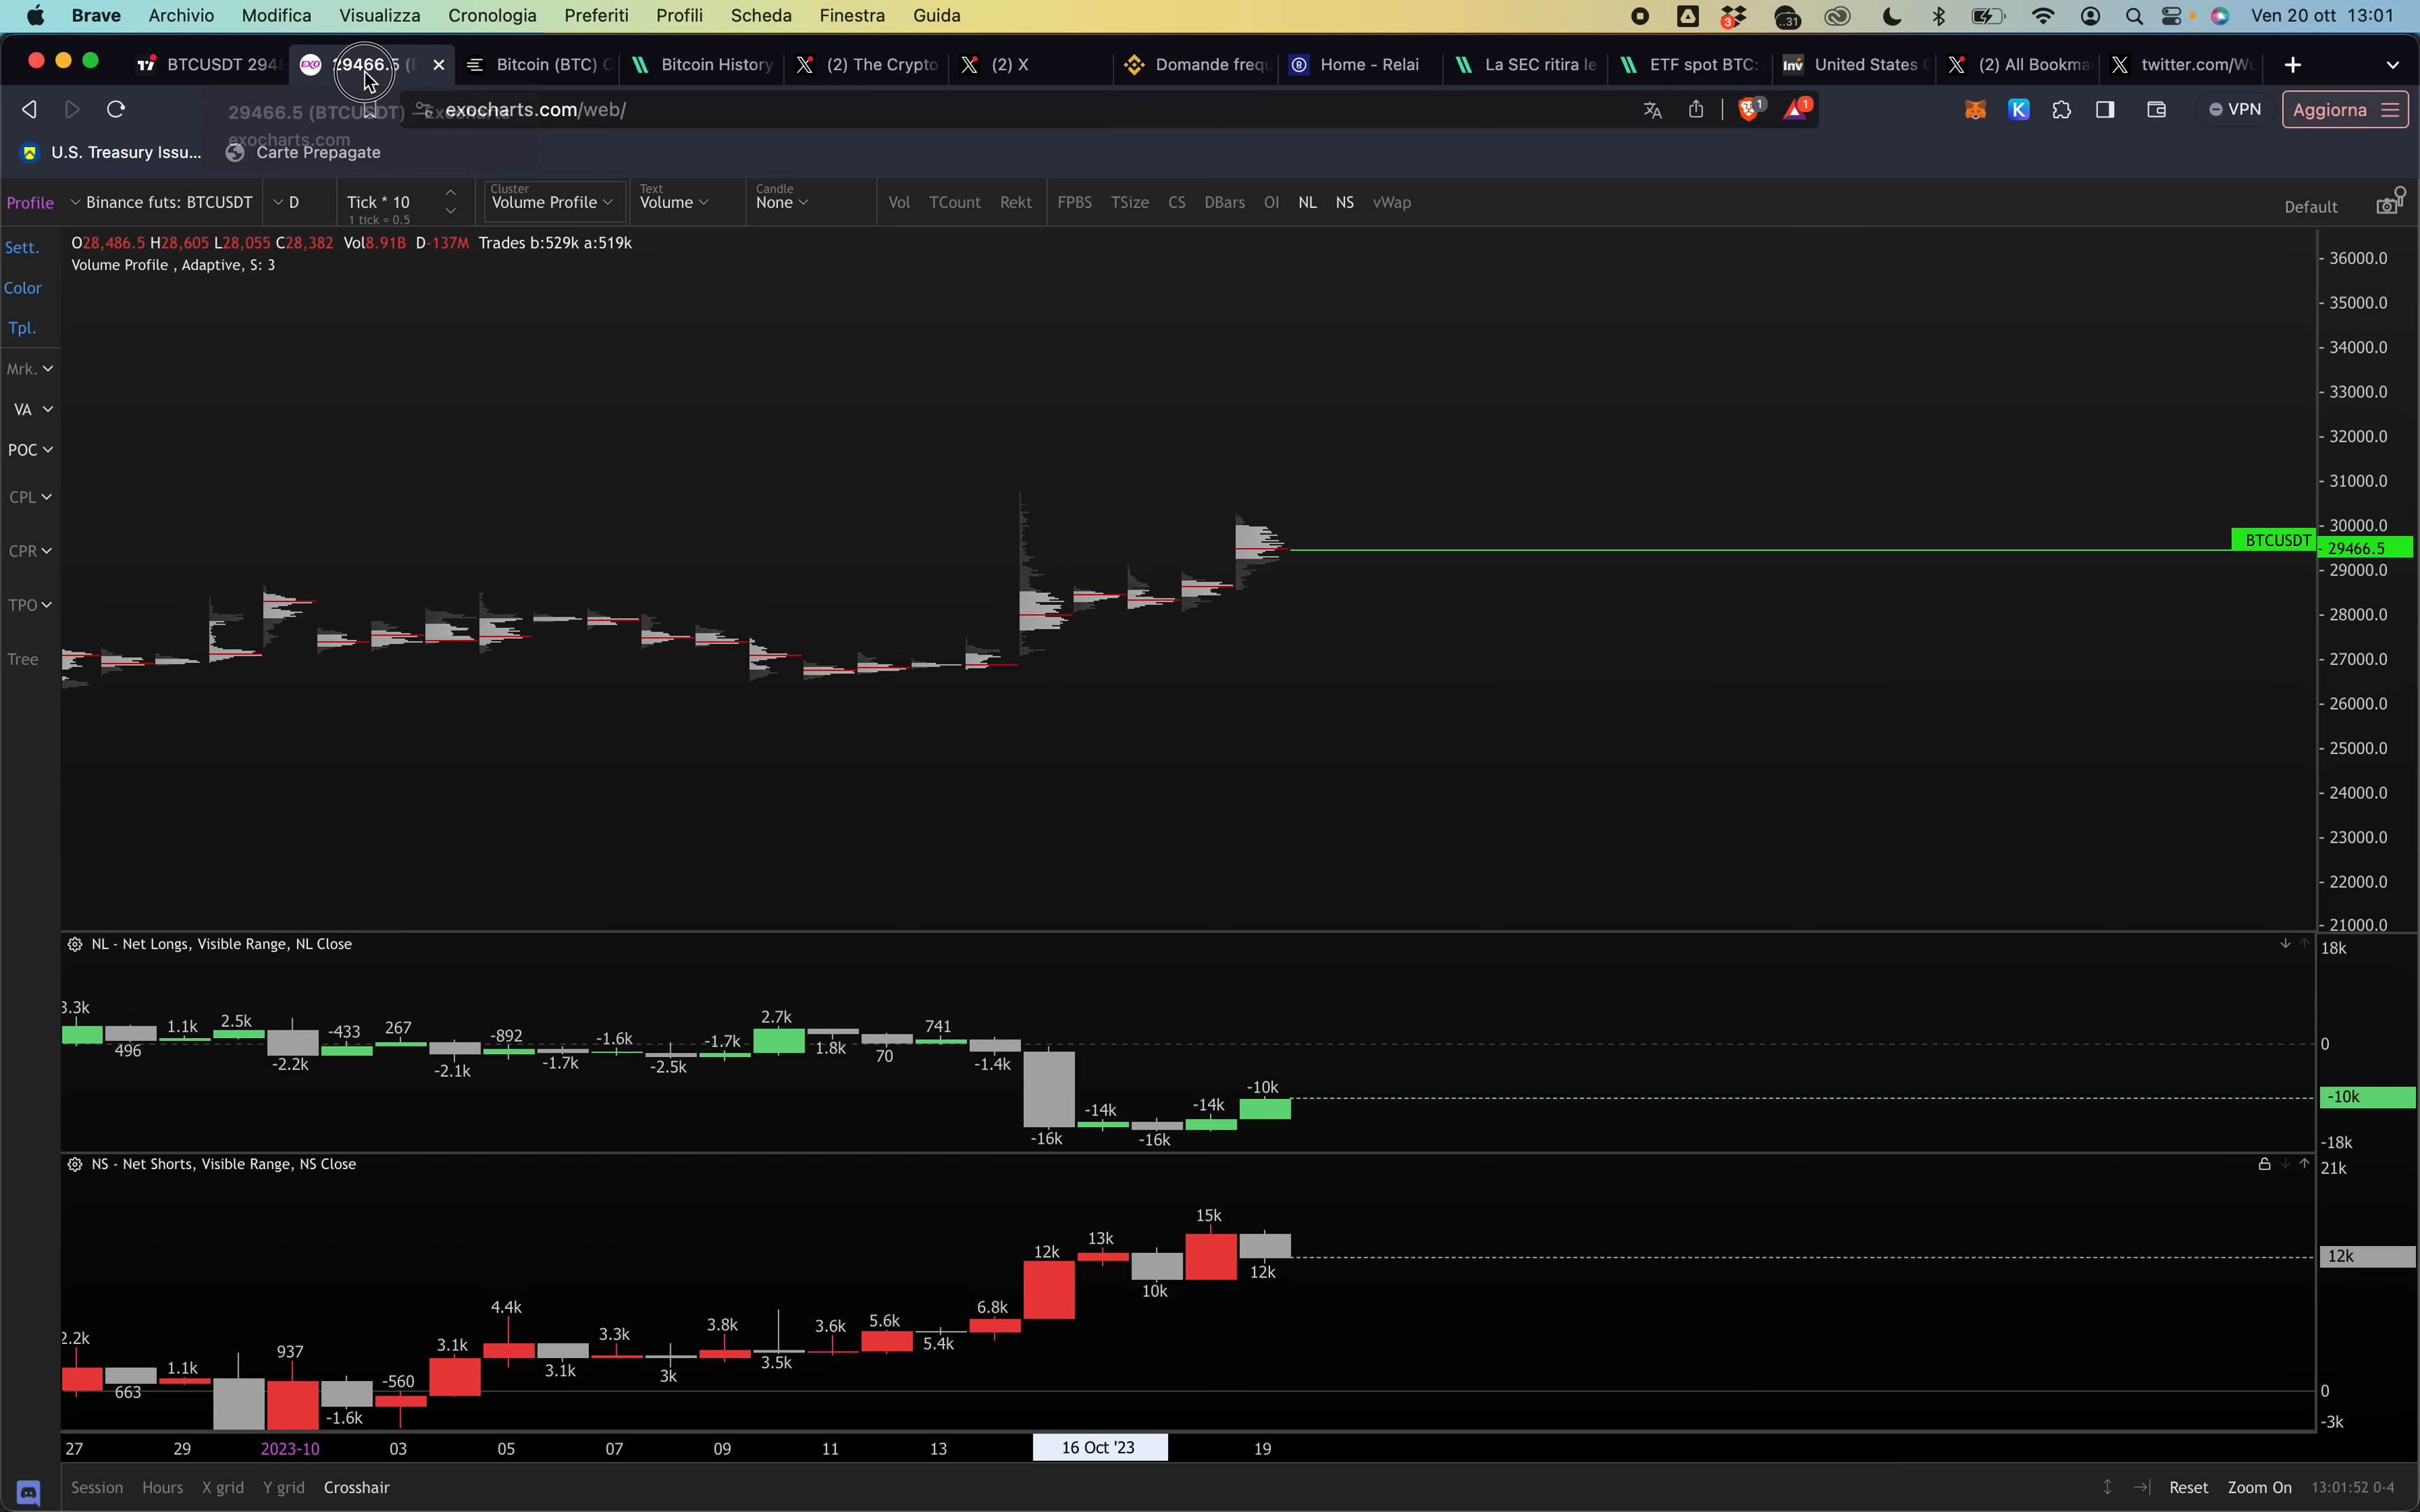 Brave Archivio Modifica Visualizza Cronologia Preferiti Profili Scheda Finestra Guida
3 ..31 Ven 20 ott 13:01
BTCUSDT 294
EXO 29466.5 (
Bitcoin (BTC) C
Bitcoin History
(2) The Crypto
(2) X
Domande frequ
Home - Relai
La SEC ritira le
ETF spot BTC:
Inv United States
(2) All Bookma
twitter.com/Wu
29466.5 (BTCUSDT)
exocharts.com
exocharts.com/web/
1 1 K VPN Aggiorna
U.S. Treasury Issu... Carte Prepagate
Profile Binance futs: BTCUSDT D Tick * 10 1 tick = 0.5
Cluster Volume Profile
Text Volume
Candle None
Vol TCount Rekt FPBS TSize CS DBars OI NL NS vWap
Default
Sett.
Color
Tpl.
Mrk.
VA
POC
CPL
CPR
TPO
Tree
O28,486.5 H28,605 L28,055 C28,382 Vol8.91B D-137M Trades b:529k a:519k
Volume Profile , Adaptive, S: 3
36000.0
35000.0
34000.0
33000.0
32000.0
31000.0
30000.0
BTCUSDT 29466.5
29000.0
28000.0
27000.0
26000.0
25000.0
24000.0
23000.0
22000.0
21000.0
NL - Net Longs, Visible Range, NL Close
18k
3.3k 496 1.1k 2.5k -2.2k -433 267 -2.1k -892 -1.7k -1.6k -2.5k -1.7k 2.7k 1.8k 70 741 -1.4k -16k -14k -16k -14k -10k
0
-10k
-18k
NS - Net Shorts, Visible Range, NS Close
21k
2.2k 663 1.1k 937 -1.6k -560 3.1k 4.4k 3.1k 3.3k 3k 3.8k 3.5k 3.6k 5.6k 5.4k 6.8k 12k 13k 10k 15k 12k
12k
0
-3k
27 29 2023-10 03 05 07 09 11 13 16 Oct '23 19
Session Hours X grid Y grid Crosshair
Reset Zoom On 13:01:52 0-4